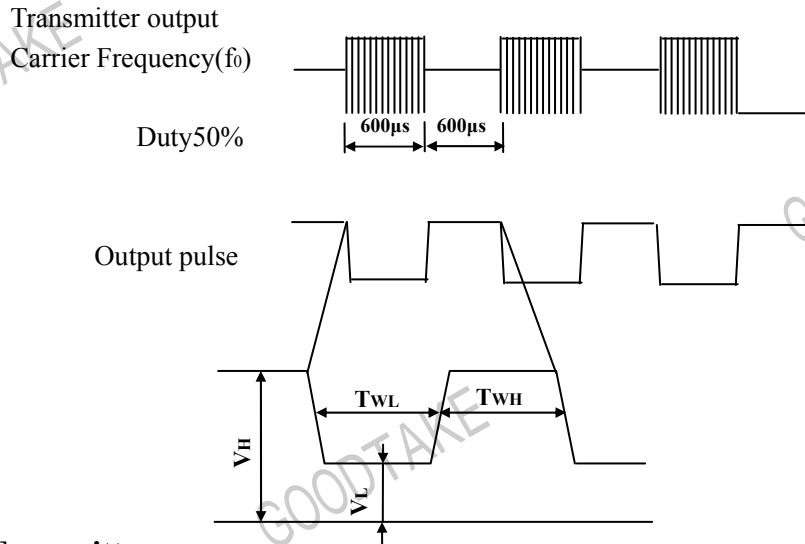 Transmitter output
Carrier Frequency(f0)
Duty50%
600μs 600μs
Output pulse
TWL TWH
VH
VL
GOODTAKE